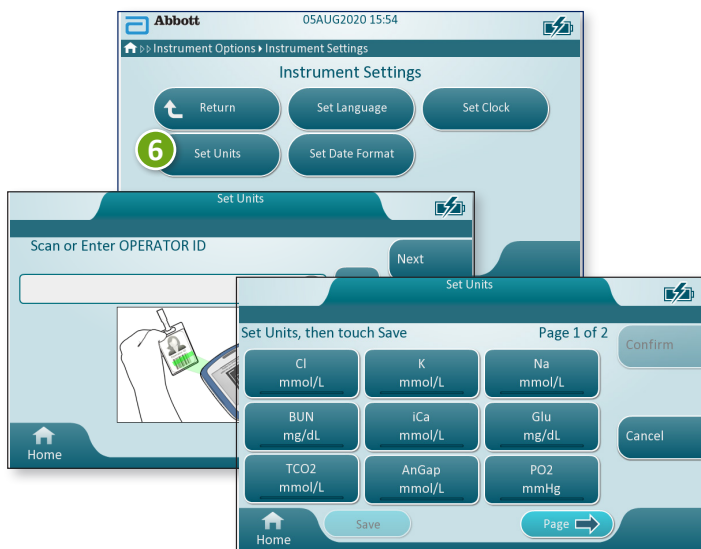 Abbott
05AUG2020 15:54
Instrument Options Instrument Settings
Instrument Settings
Return
Set Language
Set Clock
6
Set Units
Set Date Format
Set Units
Scan or Enter OPERATOR ID
Next
Home
Set Units
Set Units, then touch Save
Page 1 of 2
Confirm
Cl
mmol/L
K
mmol/L
Na
mmol/L
BUN
mg/dL
iCa
mmol/L
Glu
mg/dL
Cancel
TCO2
mmol/L
AnGap
mmol/L
PO2
mmHg
Home
Save
Page